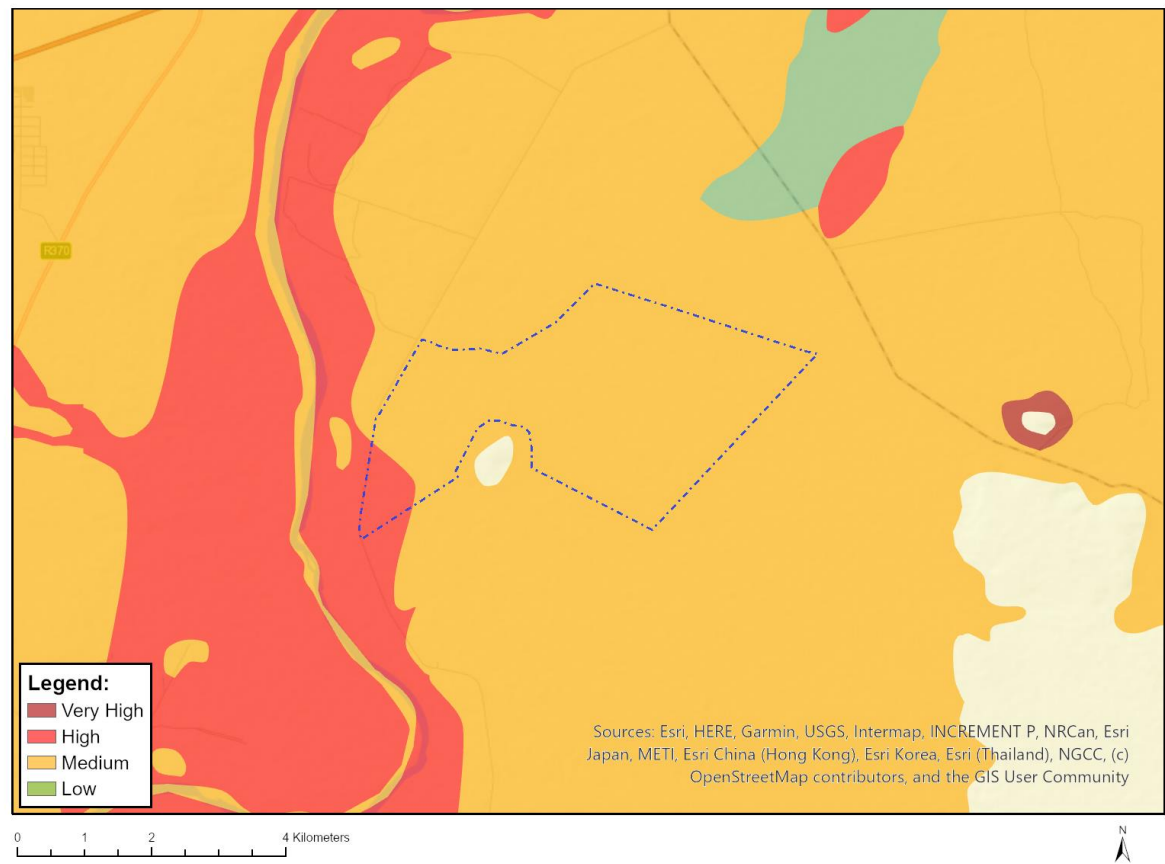 R370
Legend:
Very High
High
Medium
Low
Sources: Esri, HERE, Garmin, USGS, Intermap, INCREMENT P, NRCan, Esri
Japan, METI, Esri China (Hong Kong), Esri Korea, Esri (Thailand), NGCC, (c)
OpenStreetMap contributors, and the GIS User Community
0 1 2 4 Kilometers
N